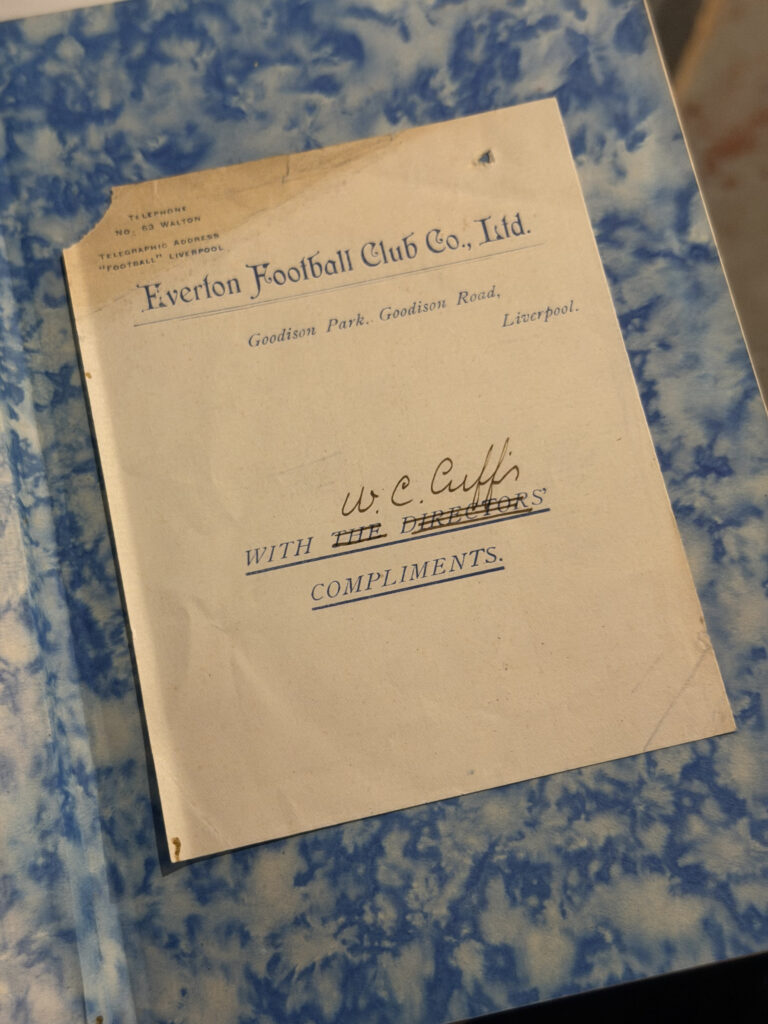 TELEPHONE
No. 63 WALTON
TELEGRAPHIC ADDRESS
"FOOTBALL" LIVERPOOL
Everton Football Club Co., Ltd.
Goodison Park. Goodison Road,
Liverpool.
W. C. Cuff's
WITH THE DIRECTORS'
COMPLIMENTS.